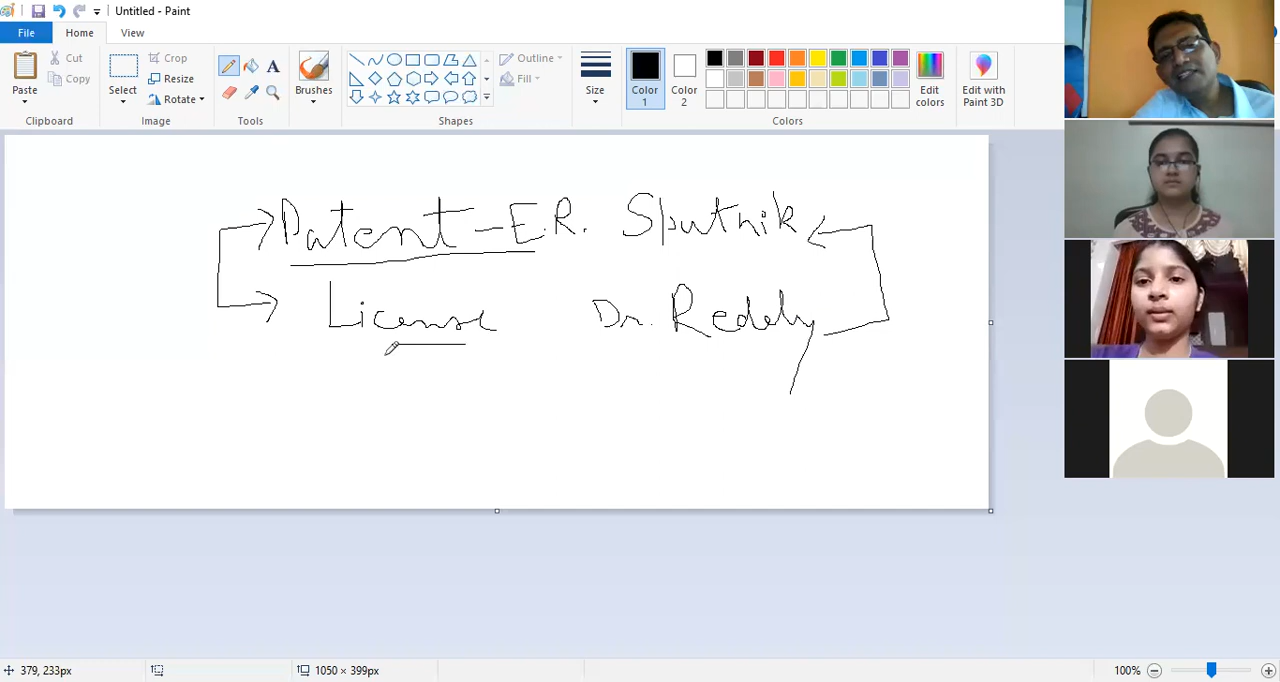 Untitled - Paint
File Home View
Paste Cut Copy Clipboard
Select Crop Resize Rotate Image
Tools
Brushes
Outline Fill Shapes
Size
Color 1 Color 2 Edit colors Edit with Paint 3D Colors
Patent - E.R. Sputnik
License Dr. Reddy
379, 233px 1050 × 399px 100%